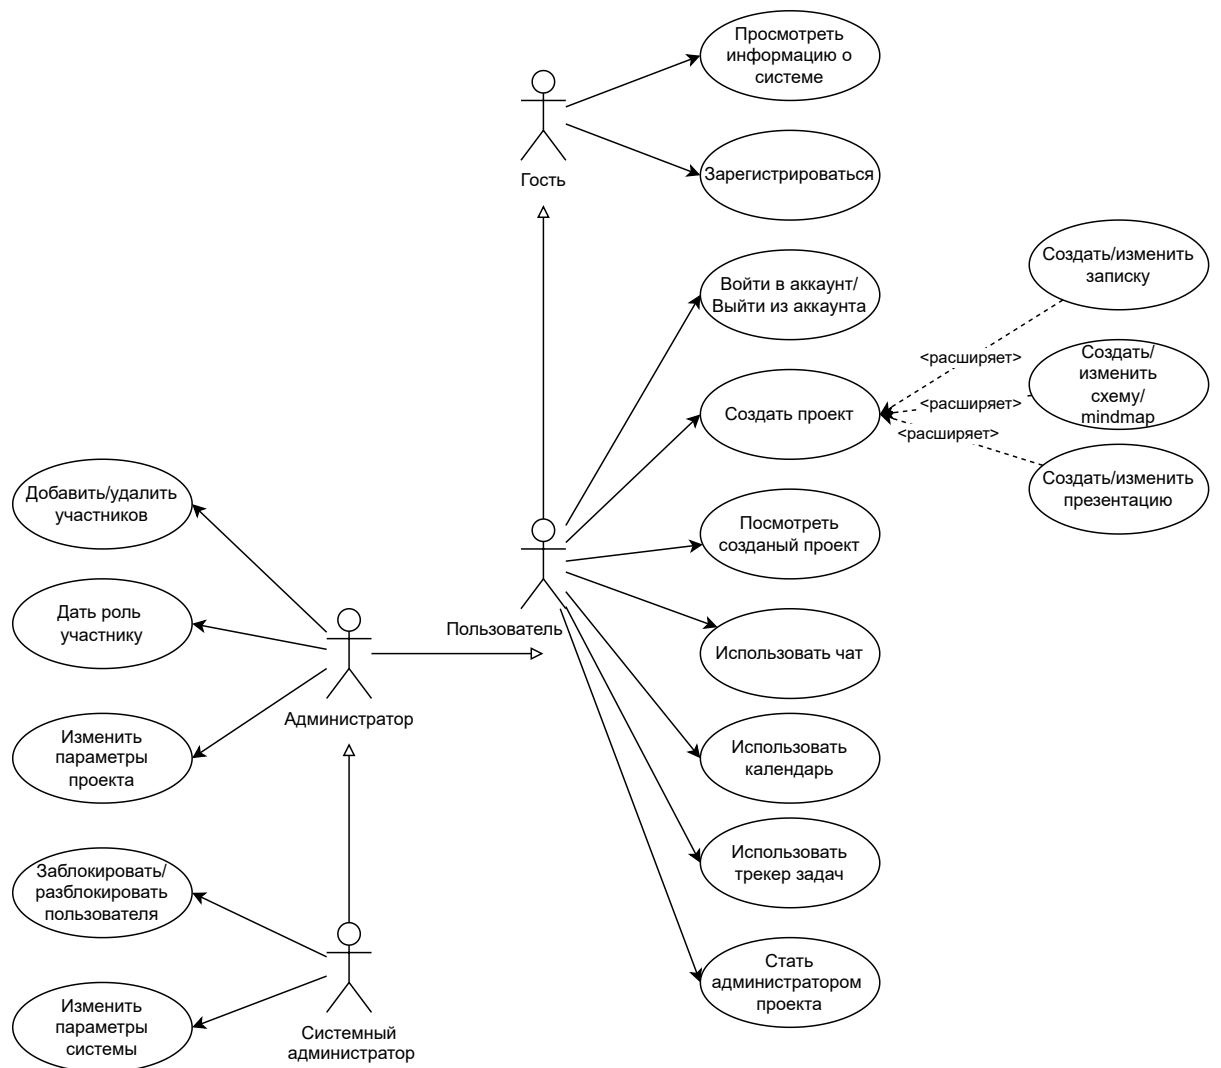 Просмотреть
информацию о
системе
Гость
Зарегистрироваться
Войти в аккаунт/
Выйти из аккаунта
Создать/изменить
записку
<расширяет>
Создать/
изменить
схему/
mindmap
<расширяет>
Создать проект
<расширяет>
Создать/изменить
презентацию
Добавить/удалить
участников
Посмотреть
созданый проект
Дать роль
участнику
Пользователь
Использовать чат
Администратор
Изменить
параметры
проекта
Использовать
календарь
Использовать
трекер задач
Заблокировать/
разблокировать
пользователя
Стать
администратором
проекта
Изменить
параметры
системы
Системный
администратор